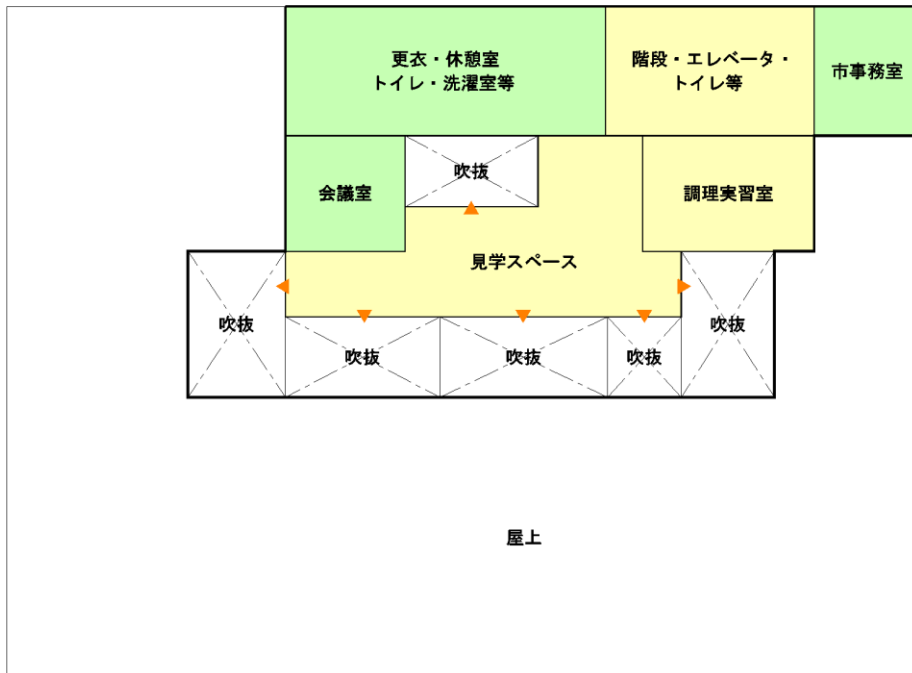 更衣・休憩室
トイレ・洗濯室等
階段・エレベータ・
トイレ等
市事務室
吹抜
会議室
調理実習室
見学スペース
吹抜
吹抜
吹抜
吹抜
吹抜
屋上